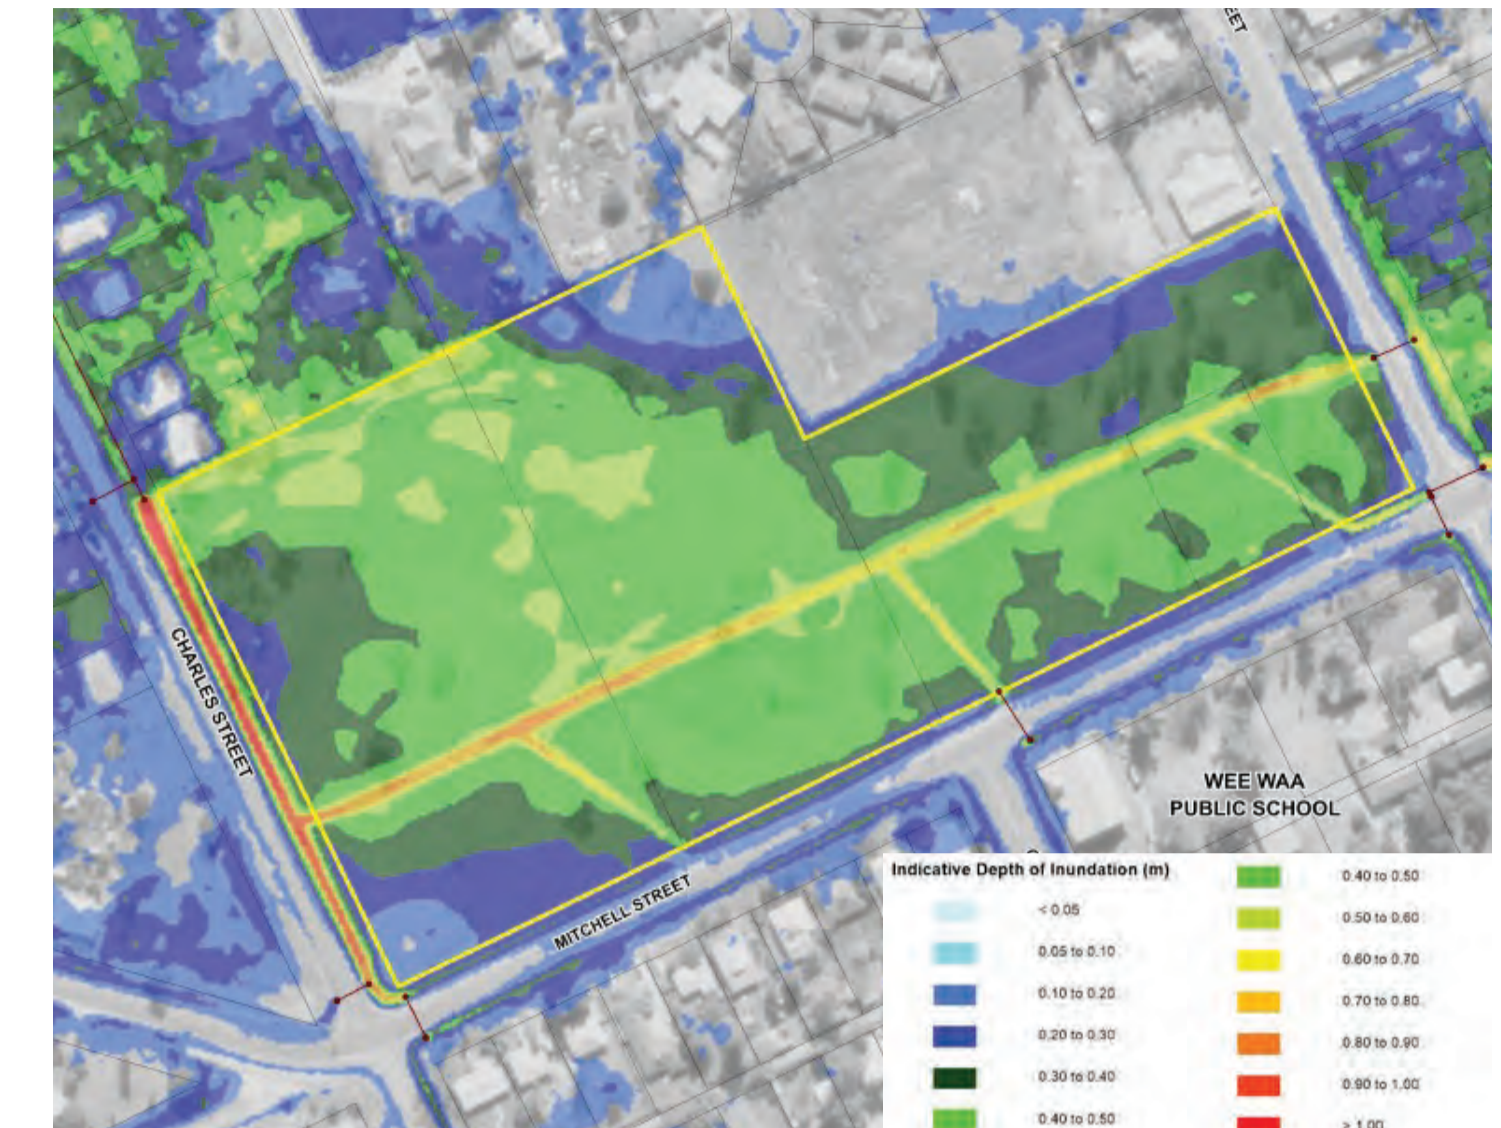 EET
CHARLES STREET
WEE WAA
PUBLIC SCHOOL
MITCHELL STREET
Indicative Depth of Inundation (m)
< 0.05
0.05 to 0.10
0.10 to 0.20
0.20 to 0.30
0.30 to 0.40
0.40 to 0.50
0.40 to 0.50
0.50 to 0.60
0.60 to 0.70
0.70 to 0.80
0.80 to 0.90
0.90 to 1.00
> 1.00